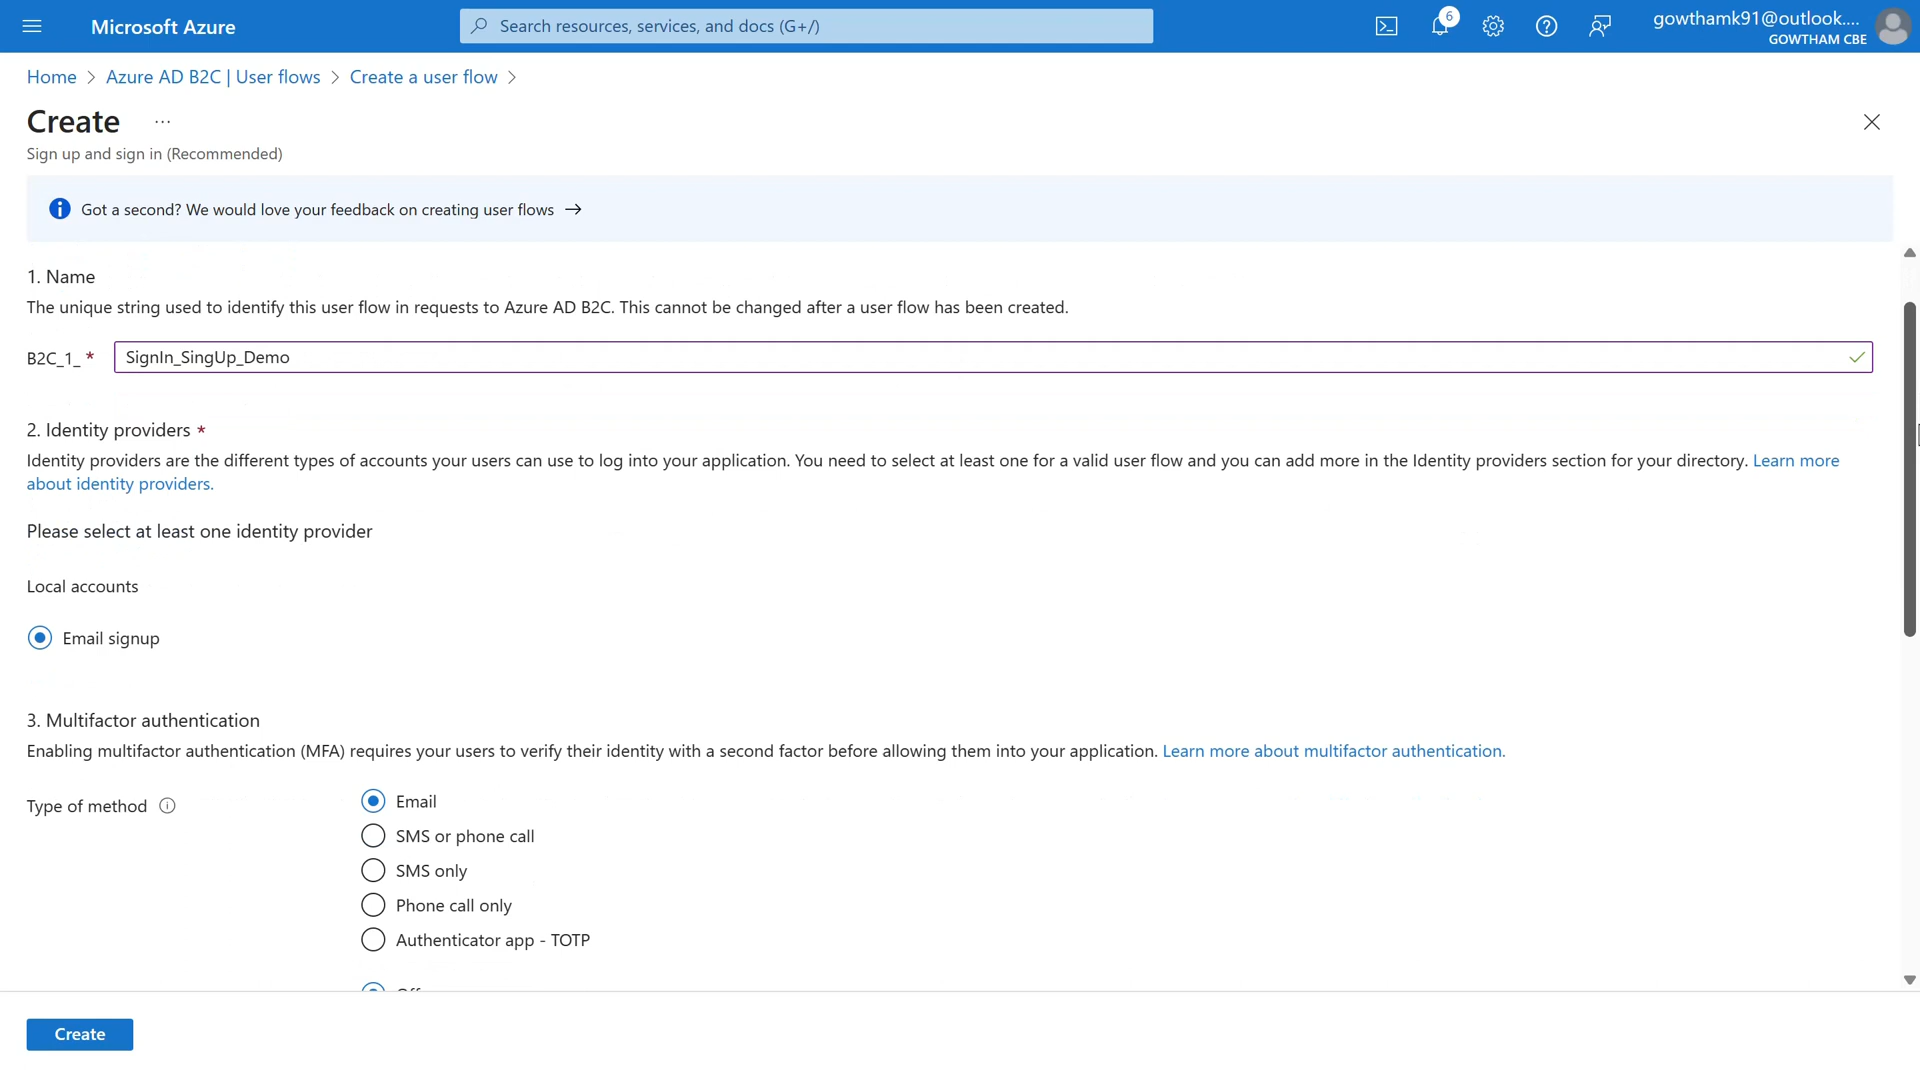 Microsoft Azure
Search resources, services, and docs (G+/)
6
gowthamk91@outlook....
GOWTHAM CBE
Home > Azure AD B2C | User flows > Create a user flow >
Create ...
Sign up and sign in (Recommended)
Got a second? We would love your feedback on creating user flows →
1. Name
The unique string used to identify this user flow in requests to Azure AD B2C. This cannot be changed after a user flow has been created.
B2C_1_ * SignIn_SingUp_Demo
2. Identity providers *
Identity providers are the different types of accounts your users can use to log into your application. You need to select at least one for a valid user flow and you can add more in the Identity providers section for your directory. Learn more
about identity providers.
Please select at least one identity provider
Local accounts
Email signup
3. Multifactor authentication
Enabling multifactor authentication (MFA) requires your users to verify their identity with a second factor before allowing them into your application. Learn more about multifactor authentication.
Type of method
Email
SMS or phone call
SMS only
Phone call only
Authenticator app - TOTP
Create